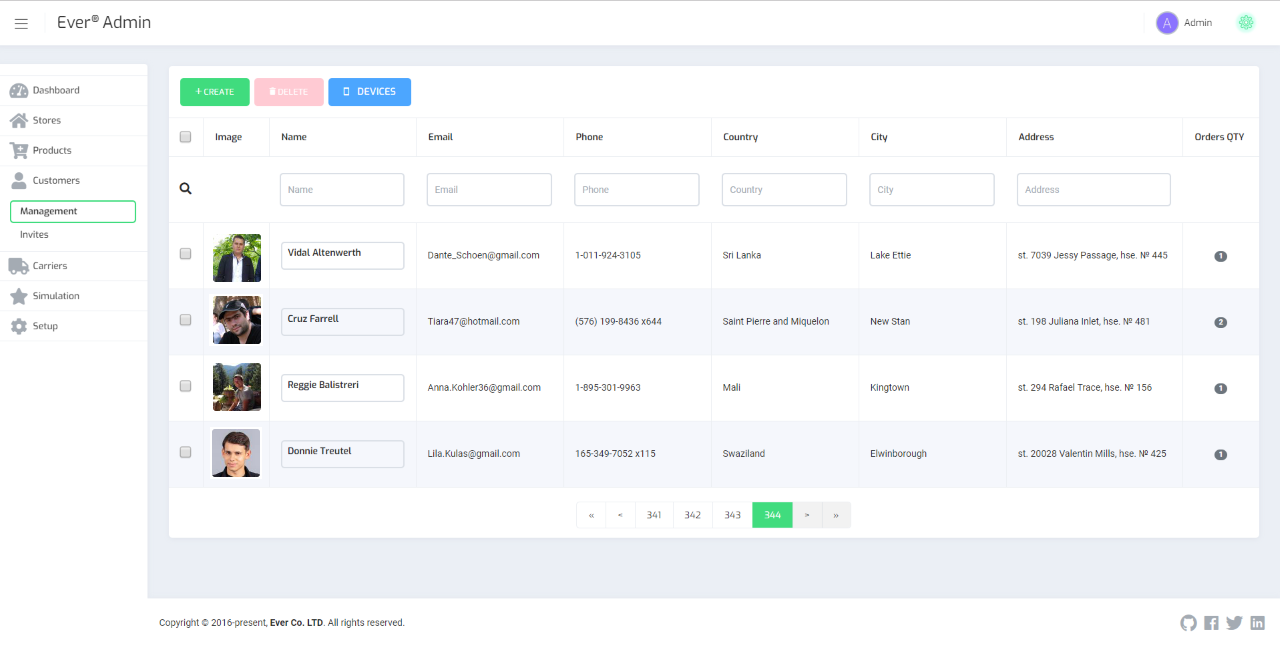 Ever® Admin
A Admin
Dashboard
Stores
Products
Customers
Management
Invites
Carriers
Simulation
Setup
+ CREATE DELETE DEVICES
Image Name Email Phone Country City Address Orders QTY
Name Email Phone Country City Address
Vidal Altenwerth Dante_Schoen@gmail.com 1-011-924-3105 Sri Lanka Lake Ettie st. 7039 Jessy Passage, hse. № 445 1
Cruz Farrell Tiara47@hotmail.com (576) 199-8436 x644 Saint Pierre and Miquelon New Stan st. 198 Juliana Inlet, hse. № 481 2
Reggie Balistreri Anna.Kohler36@gmail.com 1-895-301-9963 Mali Kingtown st. 294 Rafael Trace, hse. № 156 1
Donnie Treutel Lila.Kulas@gmail.com 165-349-7052 x115 Swaziland Elwinborough st. 20028 Valentin Mills, hse. № 425 1
« < 341 342 343 344 > »
Copyright © 2016-present, Ever Co. LTD. All rights reserved.